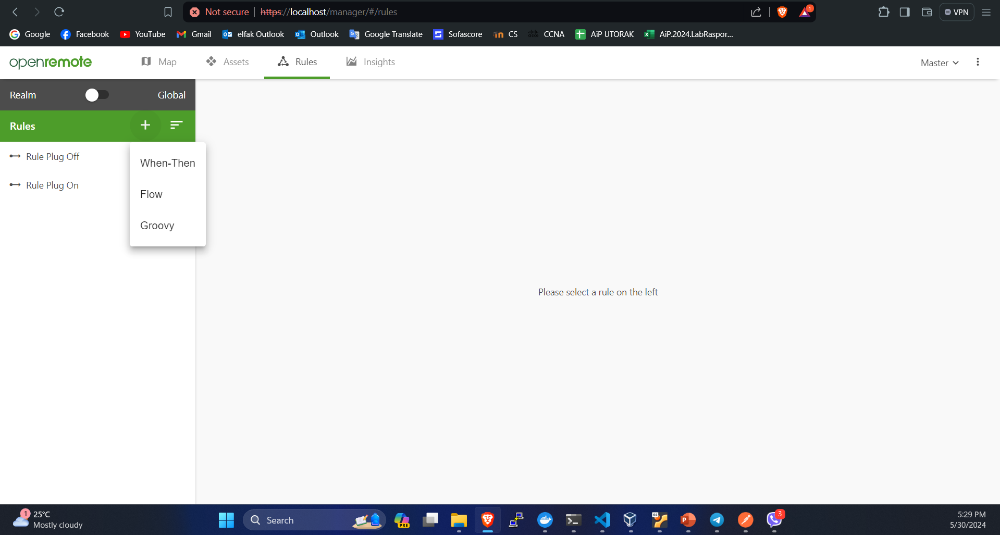 Not secure https://localhost/manager/#/rules 1 VPN
Google Facebook YouTube Gmail elfak Outlook Outlook Google Translate Sofascore CS CCNA AiP UTORAK AiP.2024.LabRaspor...
openremote Map Assets Rules Insights Master
Realm Global
Rules
Rule Plug Off
Rule Plug On
When-Then
Flow
Groovy
Please select a rule on the left
1 25°C
Mostly cloudy
Search
PRE
64
3
5:29 PM
5/30/2024